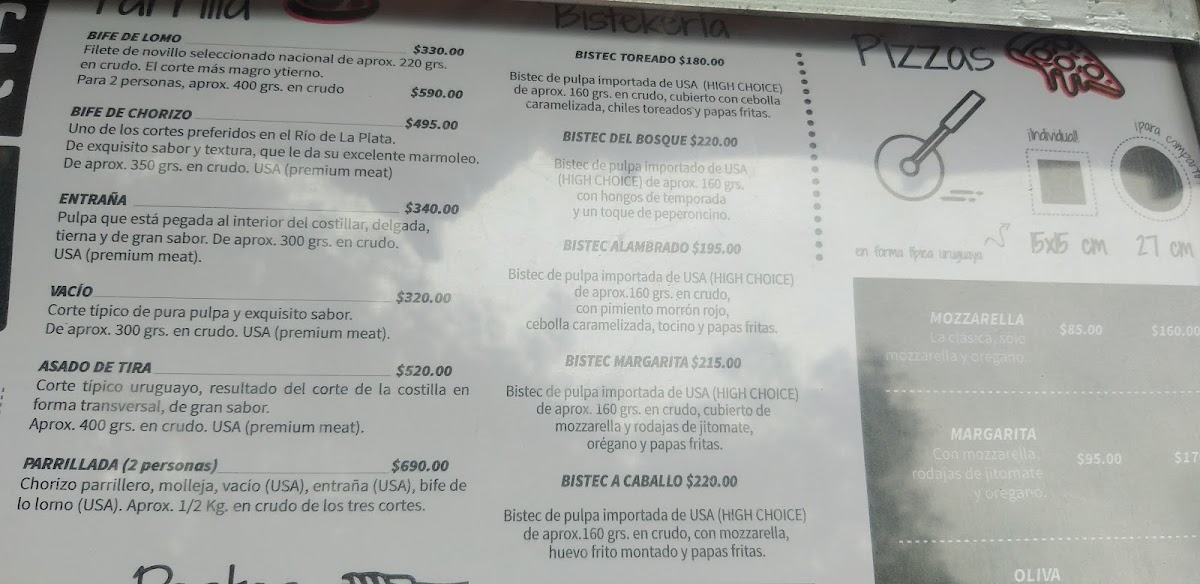 Parrilla
BIFE DE LOMO $330.00
Filete de novillo seleccionado nacional de aprox. 220 grs.
en crudo. El corte más magro ytierno.
Para 2 personas, aprox. 400 grs. en crudo $590.00
BIFE DE CHORIZO $495.00
Uno de los cortes preferidos en el Río de La Plata.
De exquisito sabor y textura, que le da su excelente marmoleo.
De aprox. 350 grs. en crudo. USA (premium meat)
ENTRAÑA $340.00
Pulpa que está pegada al interior del costillar, delgada,
tierna y de gran sabor. De aprox. 300 grs. en crudo.
USA (premium meat).
VACÍO $320.00
Corte típico de pura pulpa y exquisito sabor.
De aprox. 300 grs. en crudo. USA (premium meat).
ASADO DE TIRA $520.00
Corte típico uruguayo, resultado del corte de la costilla en
forma transversal, de gran sabor.
Aprox. 400 grs. en crudo. USA (premium meat).
PARRILLADA (2 personas) $690.00
Chorizo parrillero, molleja, vacío (USA), entraña (USA), bife de
lo lomo (USA). Aprox. 1/2 Kg. en crudo de los tres cortes.
Bistekería
BISTEC TOREADO $180.00
Bistec de pulpa importada de USA (HIGH CHOICE)
de aprox. 160 grs. en crudo, cubierto con cebolla
caramelizada, chiles toreados y papas fritas.
BISTEC DEL BOSQUE $220.00
Bistec de pulpa importado de USA
(HIGH CHOICE) de aprox. 160 grs.
con hongos de temporada
y un toque de peperoncino.
BISTEC ALAMBRADO $195.00
Bistec de pulpa importada de USA (HIGH CHOICE)
de aprox.160 grs. en crudo,
con pimiento morrón rojo,
cebolla caramelizada, tocino y papas fritas.
BISTEC MARGARITA $215.00
Bistec de pulpa importada de USA (HIGH CHOICE)
de aprox. 160 grs. en crudo, cubierto de
mozzarella y rodajas de jitomate,
orégano y papas fritas.
BISTEC A CABALLO $220.00
Bistec de pulpa importada de USA (HIGH CHOICE)
de aprox.160 grs. en crudo, con mozzarella,
huevo frito montado y papas fritas.
Pizzas
¡Individual!
¡Para compartir
en forma típica uruguaya
15x15 cm
27 cm
MOZZARELLA $85.00 $160.00
La clásica, solo
mozzarella y orégano.
MARGARITA $95.00 $17
Con mozzarella,
rodajas de jitomate
y orégano.
OLIVA